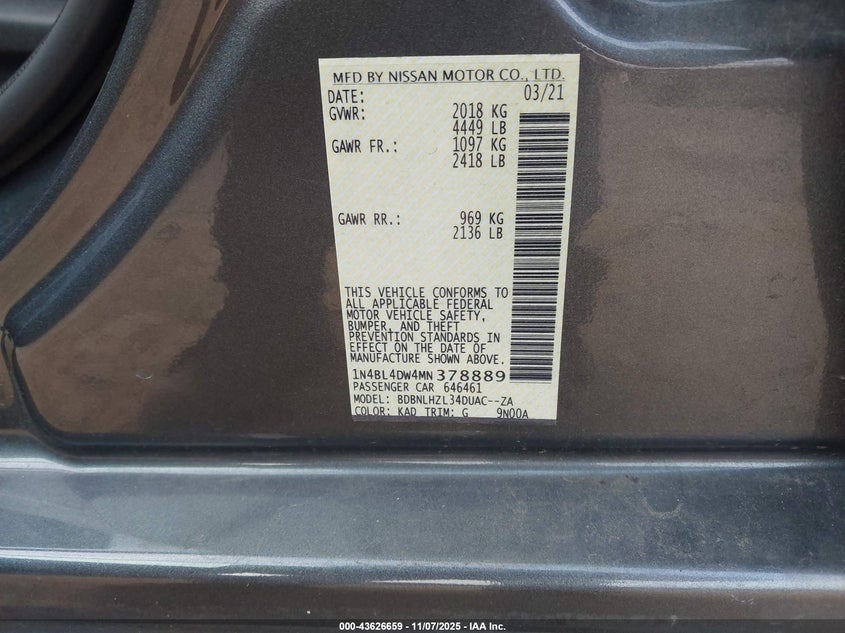 MFD BY NISSAN MOTOR CO., LTD.
DATE: 03/21
GVWR: 2018 KG
4449 LB
GAWR FR.: 1097 KG
2418 LB
GAWR RR.: 969 KG
2136 LB
THIS VEHICLE CONFORMS TO
ALL APPLICABLE FEDERAL
MOTOR VEHICLE SAFETY,
BUMPER, AND THEFT
PREVENTION STANDARDS IN
EFFECT ON THE DATE OF
MANUFACTURE SHOWN ABOVE.
1N4BL4DW4MN378889
PASSENGER CAR 646461
MODEL: BDBNLHZL34DUAC--ZA
COLOR: KAD TRIM: G 9N00A
000-43626659 - 11/07/2025 - IAA Inc.